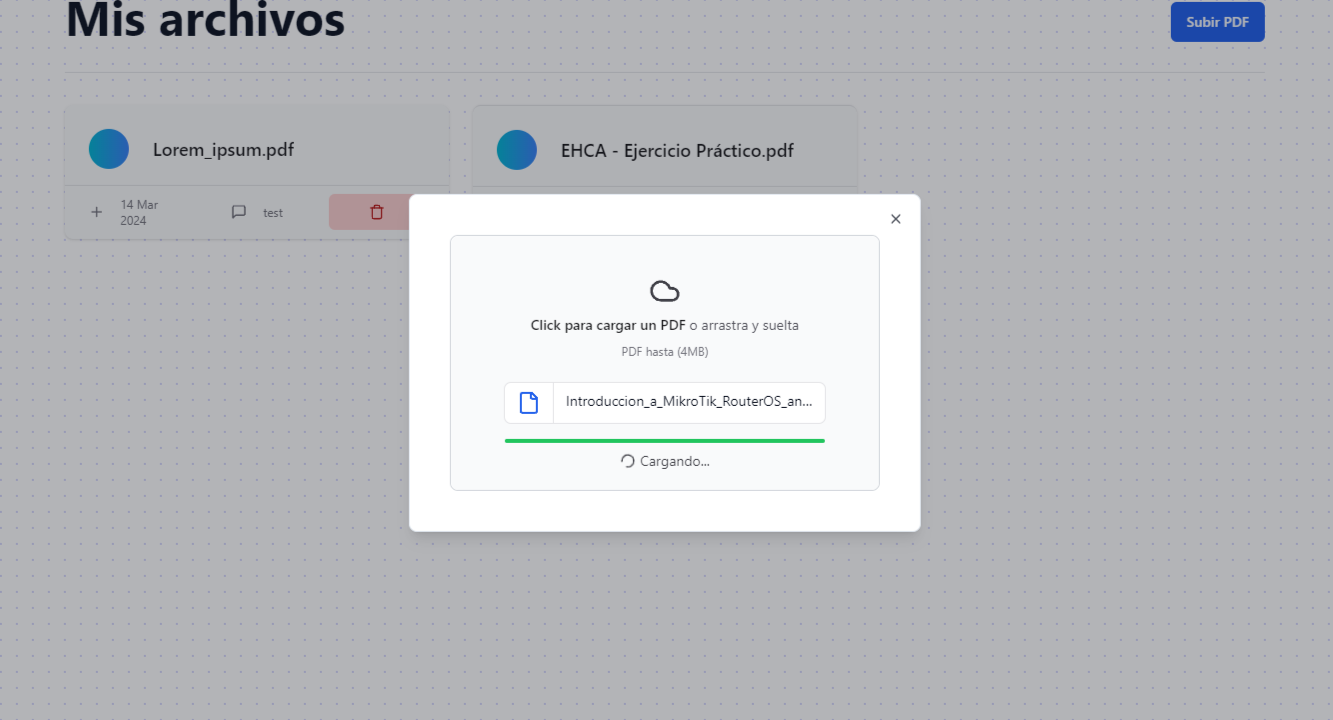 Mis archivos
Subir PDF
Lorem_ipsum.pdf
EHCA - Ejercicio Práctico.pdf
14 Mar
2024
test
Click para cargar un PDF o arrastra y suelta
PDF hasta (4MB)
Introduccion_a_MikroTik_RouterOS_an...
Cargando...